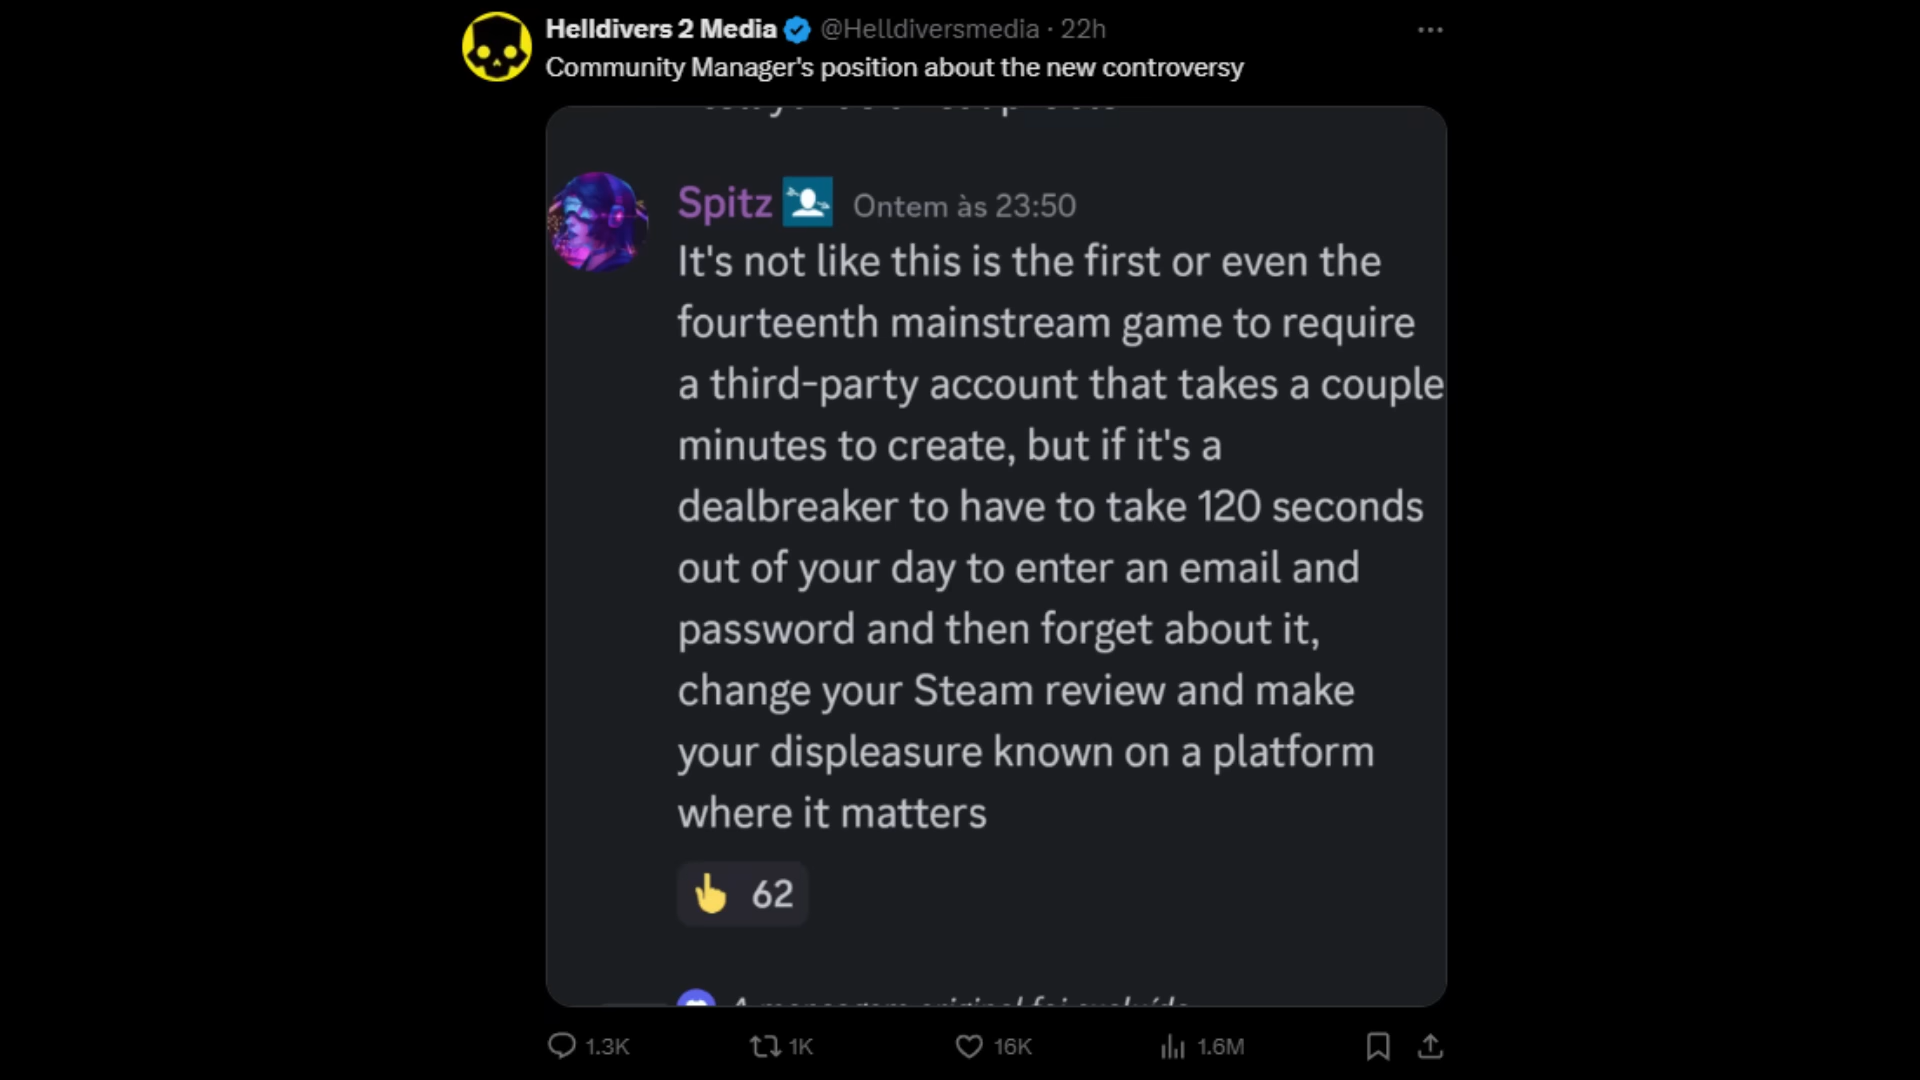 Helldivers 2 Media @Helldiversmedia · 22h
Community Manager's position about the new controversy
Spitz Ontem às 23:50
It's not like this is the first or even the
fourteenth mainstream game to require
a third-party account that takes a couple
minutes to create, but if it's a
dealbreaker to have to take 120 seconds
out of your day to enter an email and
password and then forget about it,
change your Steam review and make
your displeasure known on a platform
where it matters
62
1.3K 1K 16K 1.6M